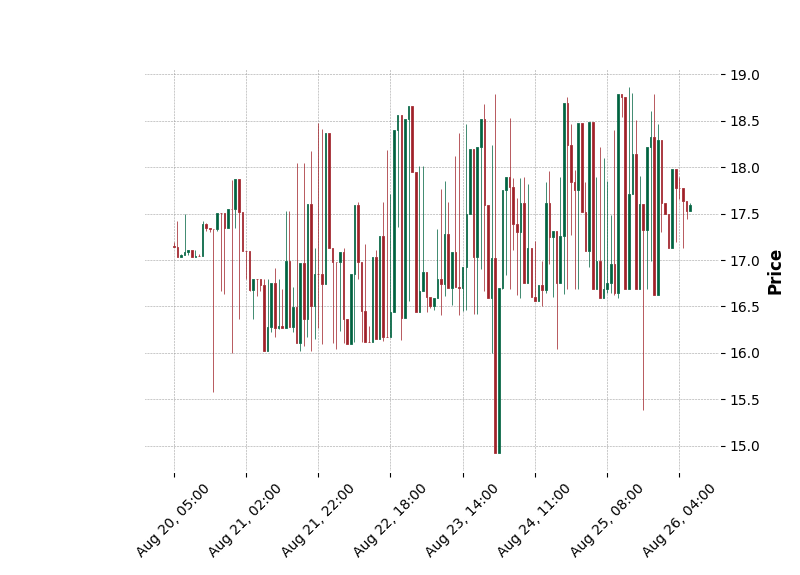 19.0
18.5
18.0
17.5
17.0
16.5
16.0
15.5
15.0
Price
Aug 20, 05:00
Aug 21, 02:00
Aug 21, 22:00
Aug 22, 18:00
Aug 23, 14:00
Aug 24, 11:00
Aug 25, 08:00
Aug 26, 04:00